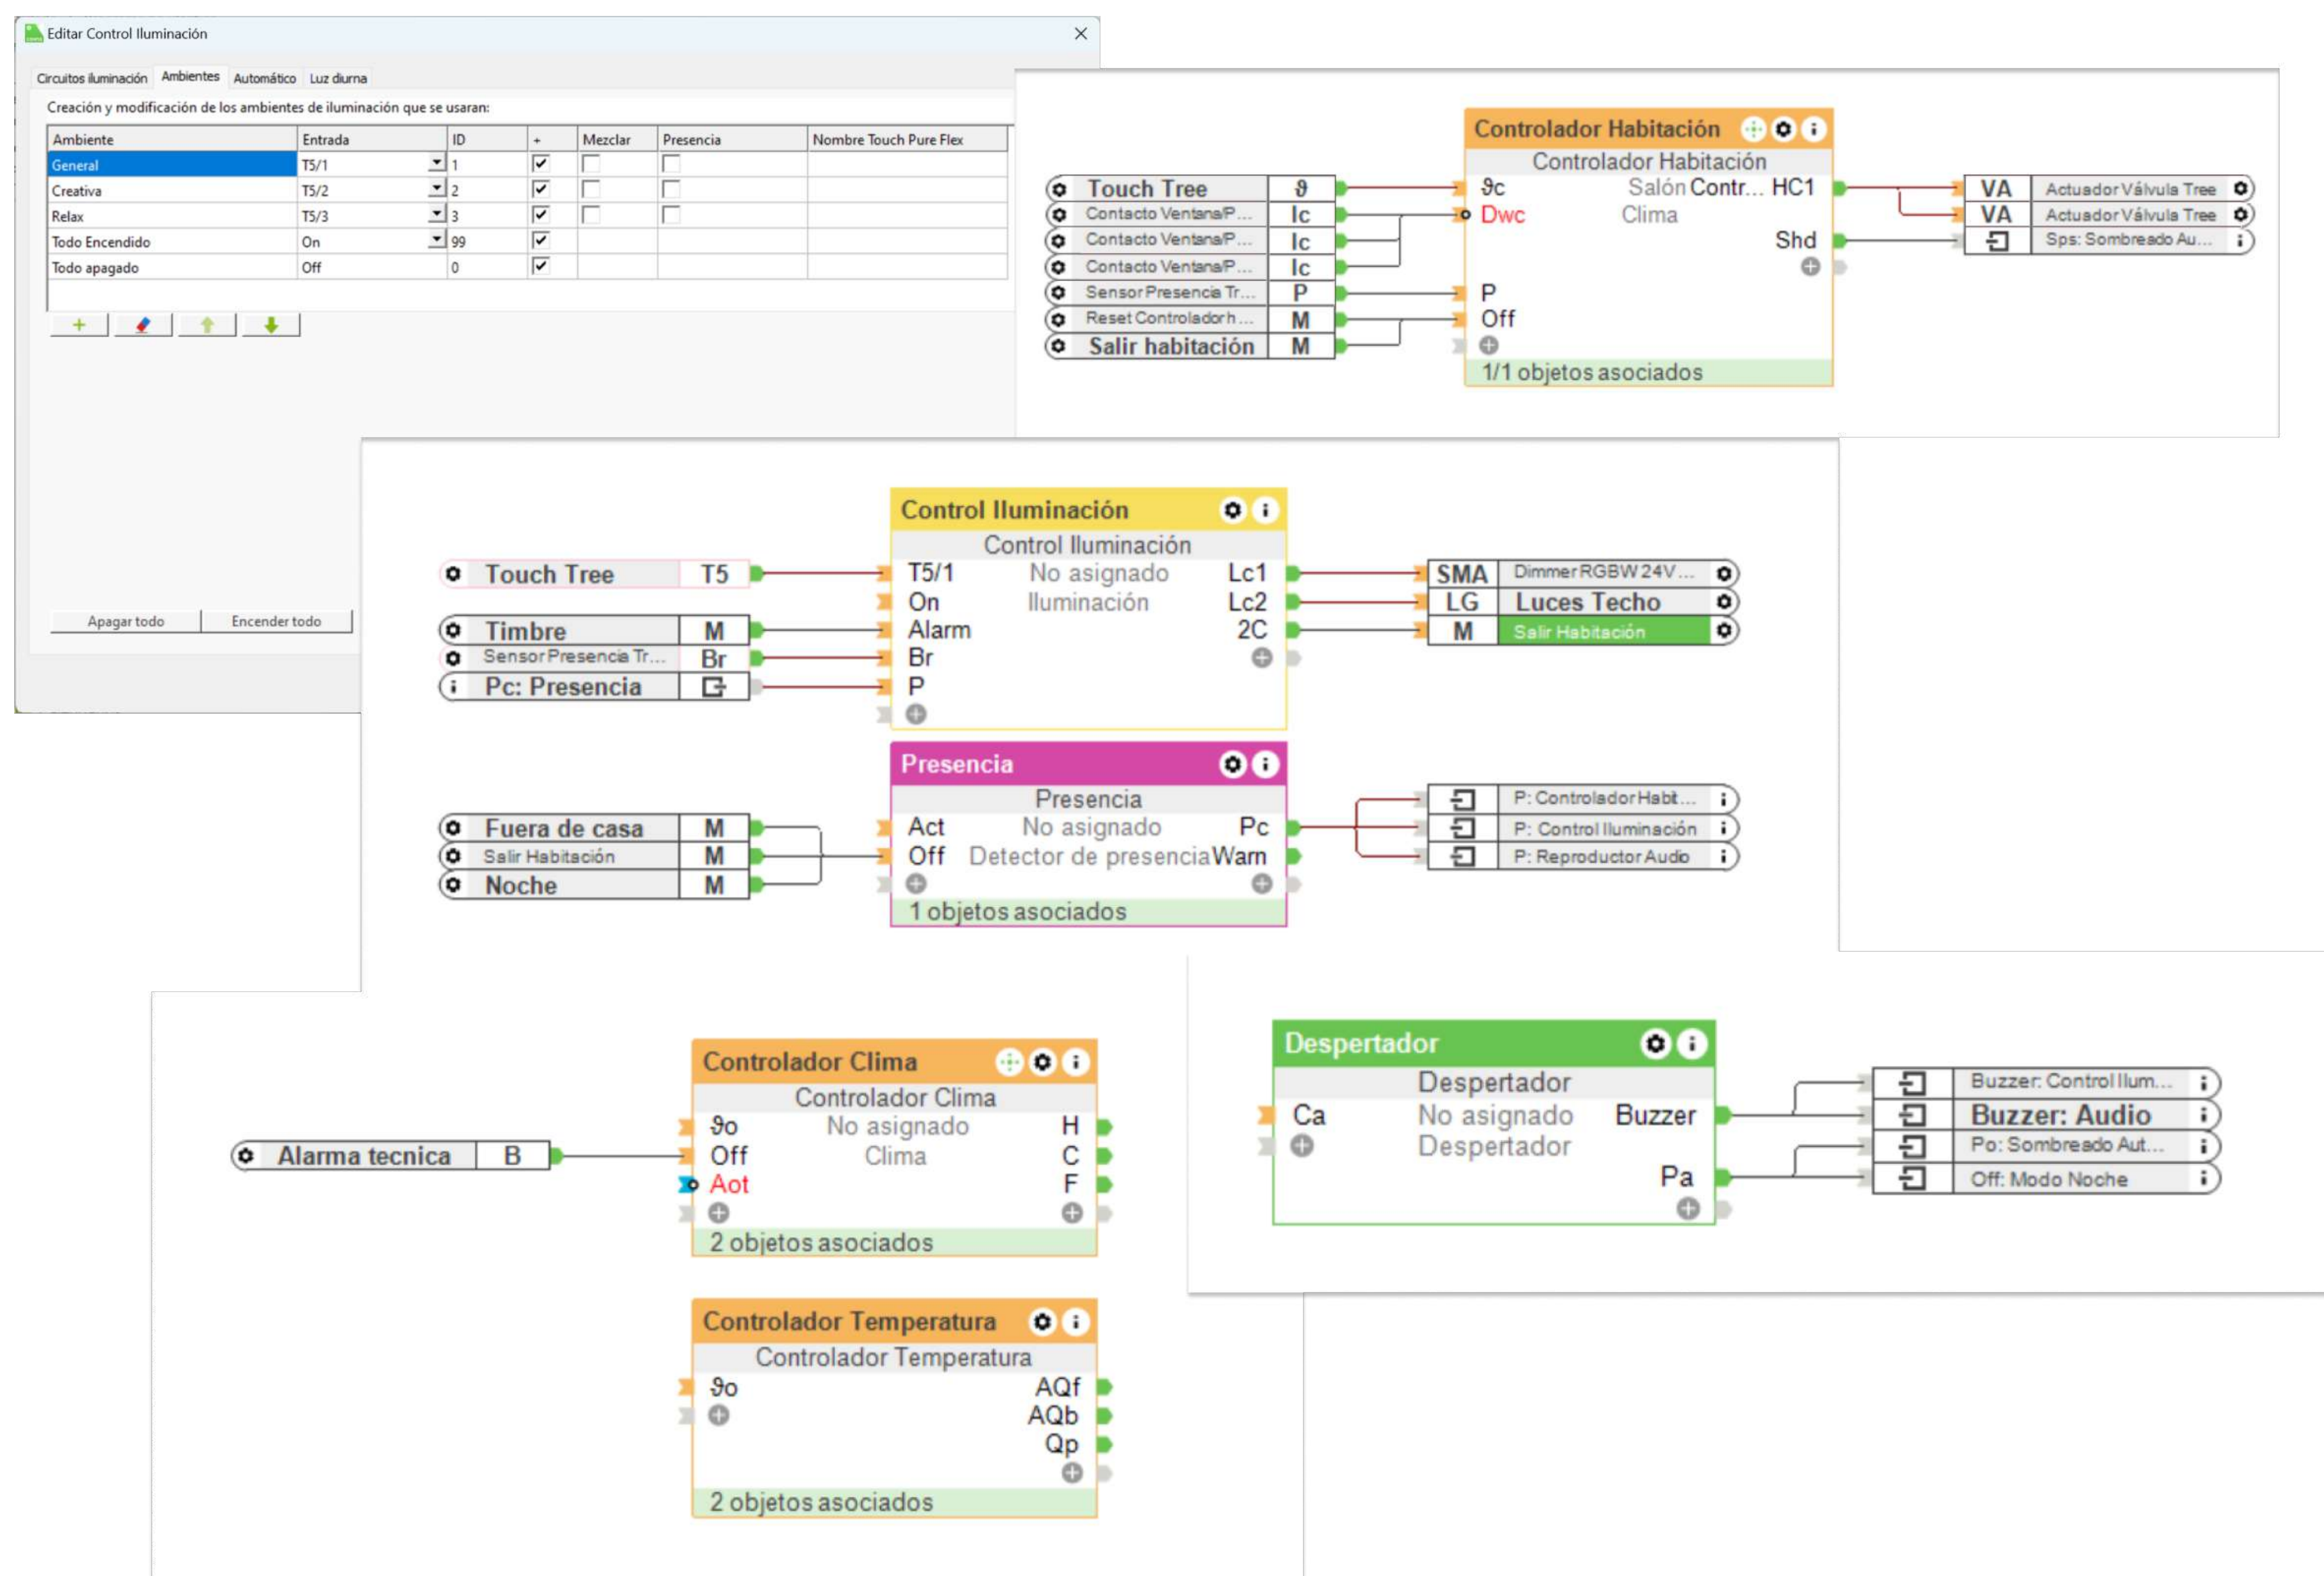 Editar Control Iluminación
Circuitos iluminación Ambientes Automático Luz diurna
Creación y modificación de los ambientes de iluminación que se usaran:
Ambiente Entrada ID + Mezclar Presencia Nombre Touch Pure Flex
General T5/1 1
Creativa T5/2 2
Relax T5/3 3
Todo Encendido On 99
Todo apagado Off 0
Apagar todo Encender todo
Controlador Habitación
Controlador Habitación
Touch Tree ϑ ϑc Salón Contr... HC1 VA Actuador Válvula Tree
Contacto Ventana/P... Ic Dwc Clima VA Actuador Válvula Tree
Contacto Ventana/P... Ic Shd Sps: Sombreado Au...
Contacto Ventana/P... Ic
Sensor Presencia Tr... P P
Reset Controlador h... M Off
Salir habitación M
1/1 objetos asociados
Control Iluminación
Control Iluminación
Touch Tree T5 T5/1 No asignado Lc1 SMA Dimmer RGBW 24V...
On Iluminación Lc2 LG Luces Techo
Timbre M Alarm 2C M Salir Habitación
Sensor Presencia Tr... Br Br
Pc: Presencia P
Presencia
Presencia
P: Controlador Habit...
Fuera de casa M Act No asignado Pc P: Control Iluminación
Salir Habitación M Off Detector de presencia Warn P: Reproductor Audio
Noche M
1 objetos asociados
Controlador Clima
Controlador Clima
ϑo No asignado H
Alarma tecnica B Off Clima C
Aot F
2 objetos asociados
Despertador
Despertador
Buzzer: Control Ilum...
Ca No asignado Buzzer Buzzer: Audio
Despertador Po: Sombreado Aut...
Pa Off: Modo Noche
Controlador Temperatura
Controlador Temperatura
ϑo AQf
AQb
Qp
2 objetos asociados